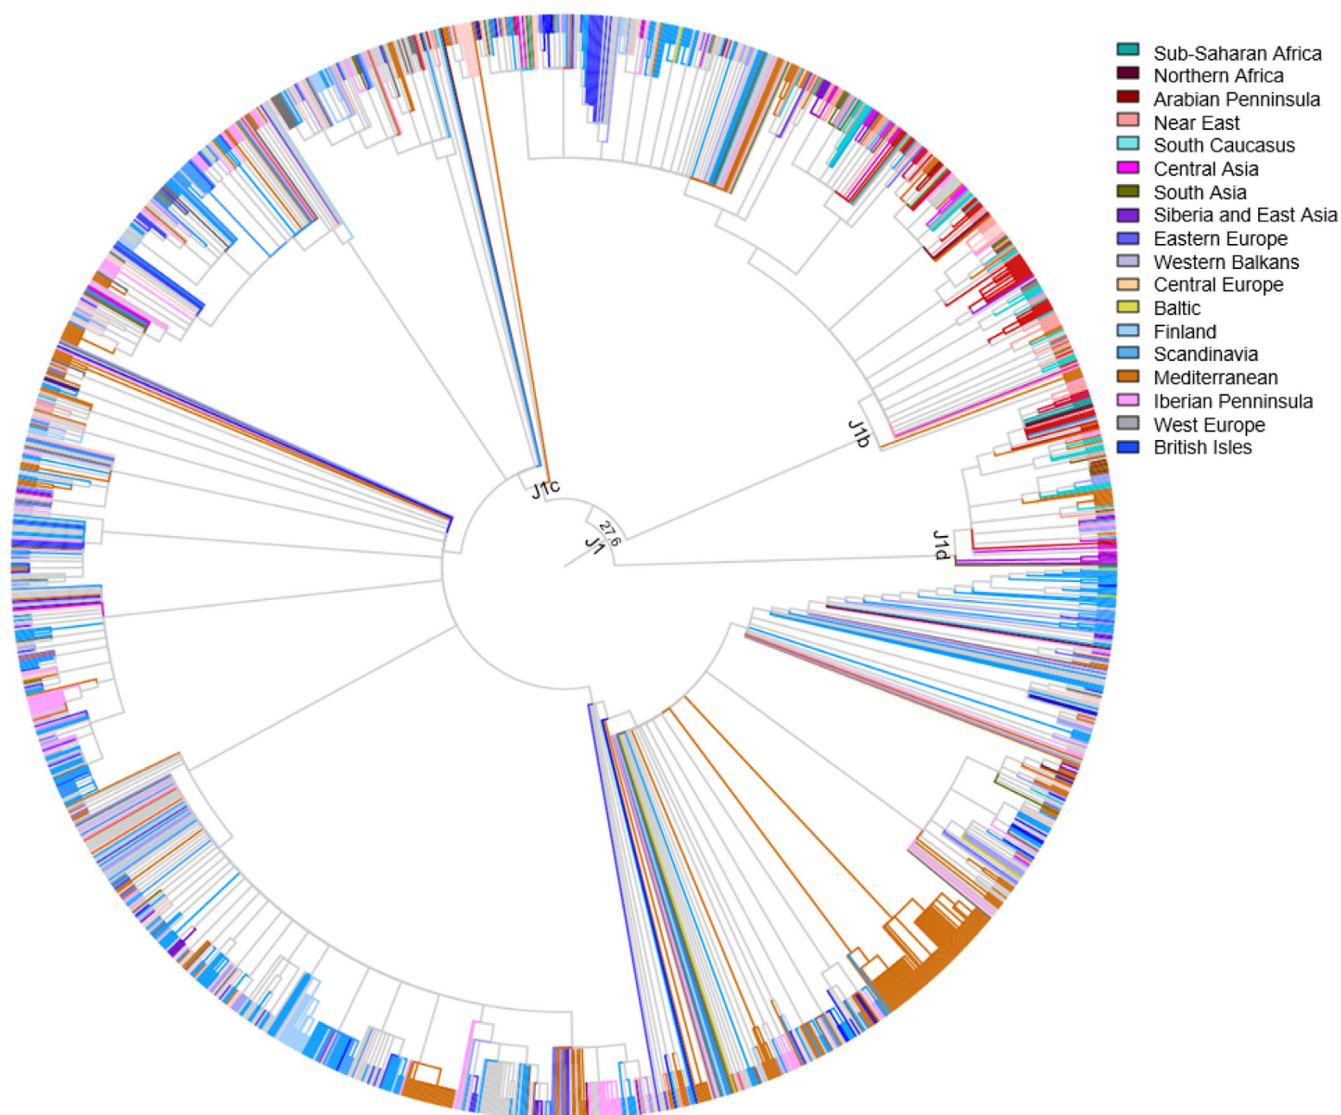 Sub-Saharan Africa
Northern Africa
Arabian Penninsula
Near East
South Caucasus
Central Asia
South Asia
Siberia and East Asia
Eastern Europe
Western Balkans
Central Europe
Baltic
Finland
Scandinavia
Mediterranean
Iberian Penninsula
West Europe
British Isles
J1b
J1c
27.6
J1
J1d